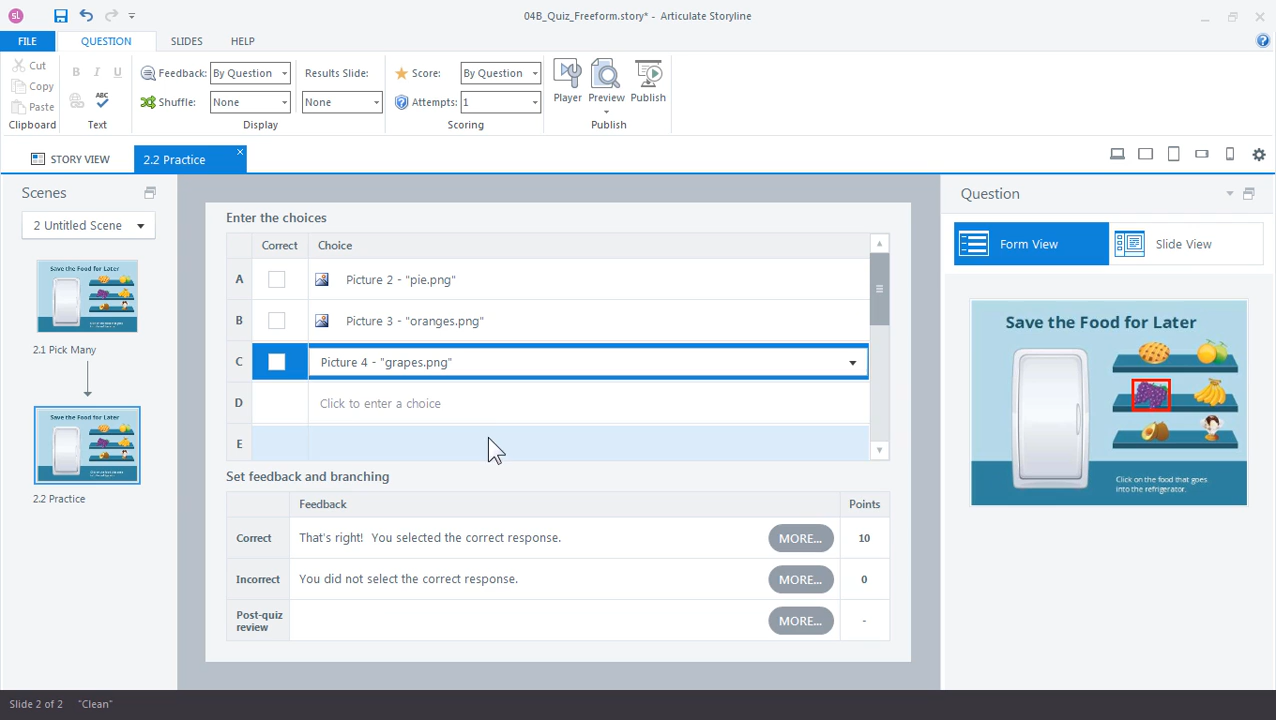 sl
04B_Quiz_Freeform.story* - Articulate Storyline
FILE QUESTION SLIDES HELP
Cut
Copy
Paste
Clipboard
B I U
ABC
Text
Feedback: By Question
Shuffle: None
Results Slide:
None
Display
Score: By Question
Attempts: 1
Scoring
Player Preview Publish
Publish
STORY VIEW
2.2 Practice
Scenes
2 Untitled Scene
Save the Food for Later
2.1 Pick Many
Save the Food for Later
2.2 Practice
Enter the choices
Correct Choice
A Picture 2 - "pie.png"
B Picture 3 - "oranges.png"
C Picture 4 - "grapes.png"
D Click to enter a choice
E
Set feedback and branching
Feedback Points
Correct That's right! You selected the correct response. MORE... 10
Incorrect You did not select the correct response. MORE... 0
Post-quiz
review MORE... -
Question
Form View Slide View
Save the Food for Later
Click on the food that goes
into the refrigerator.
Slide 2 of 2 "Clean"